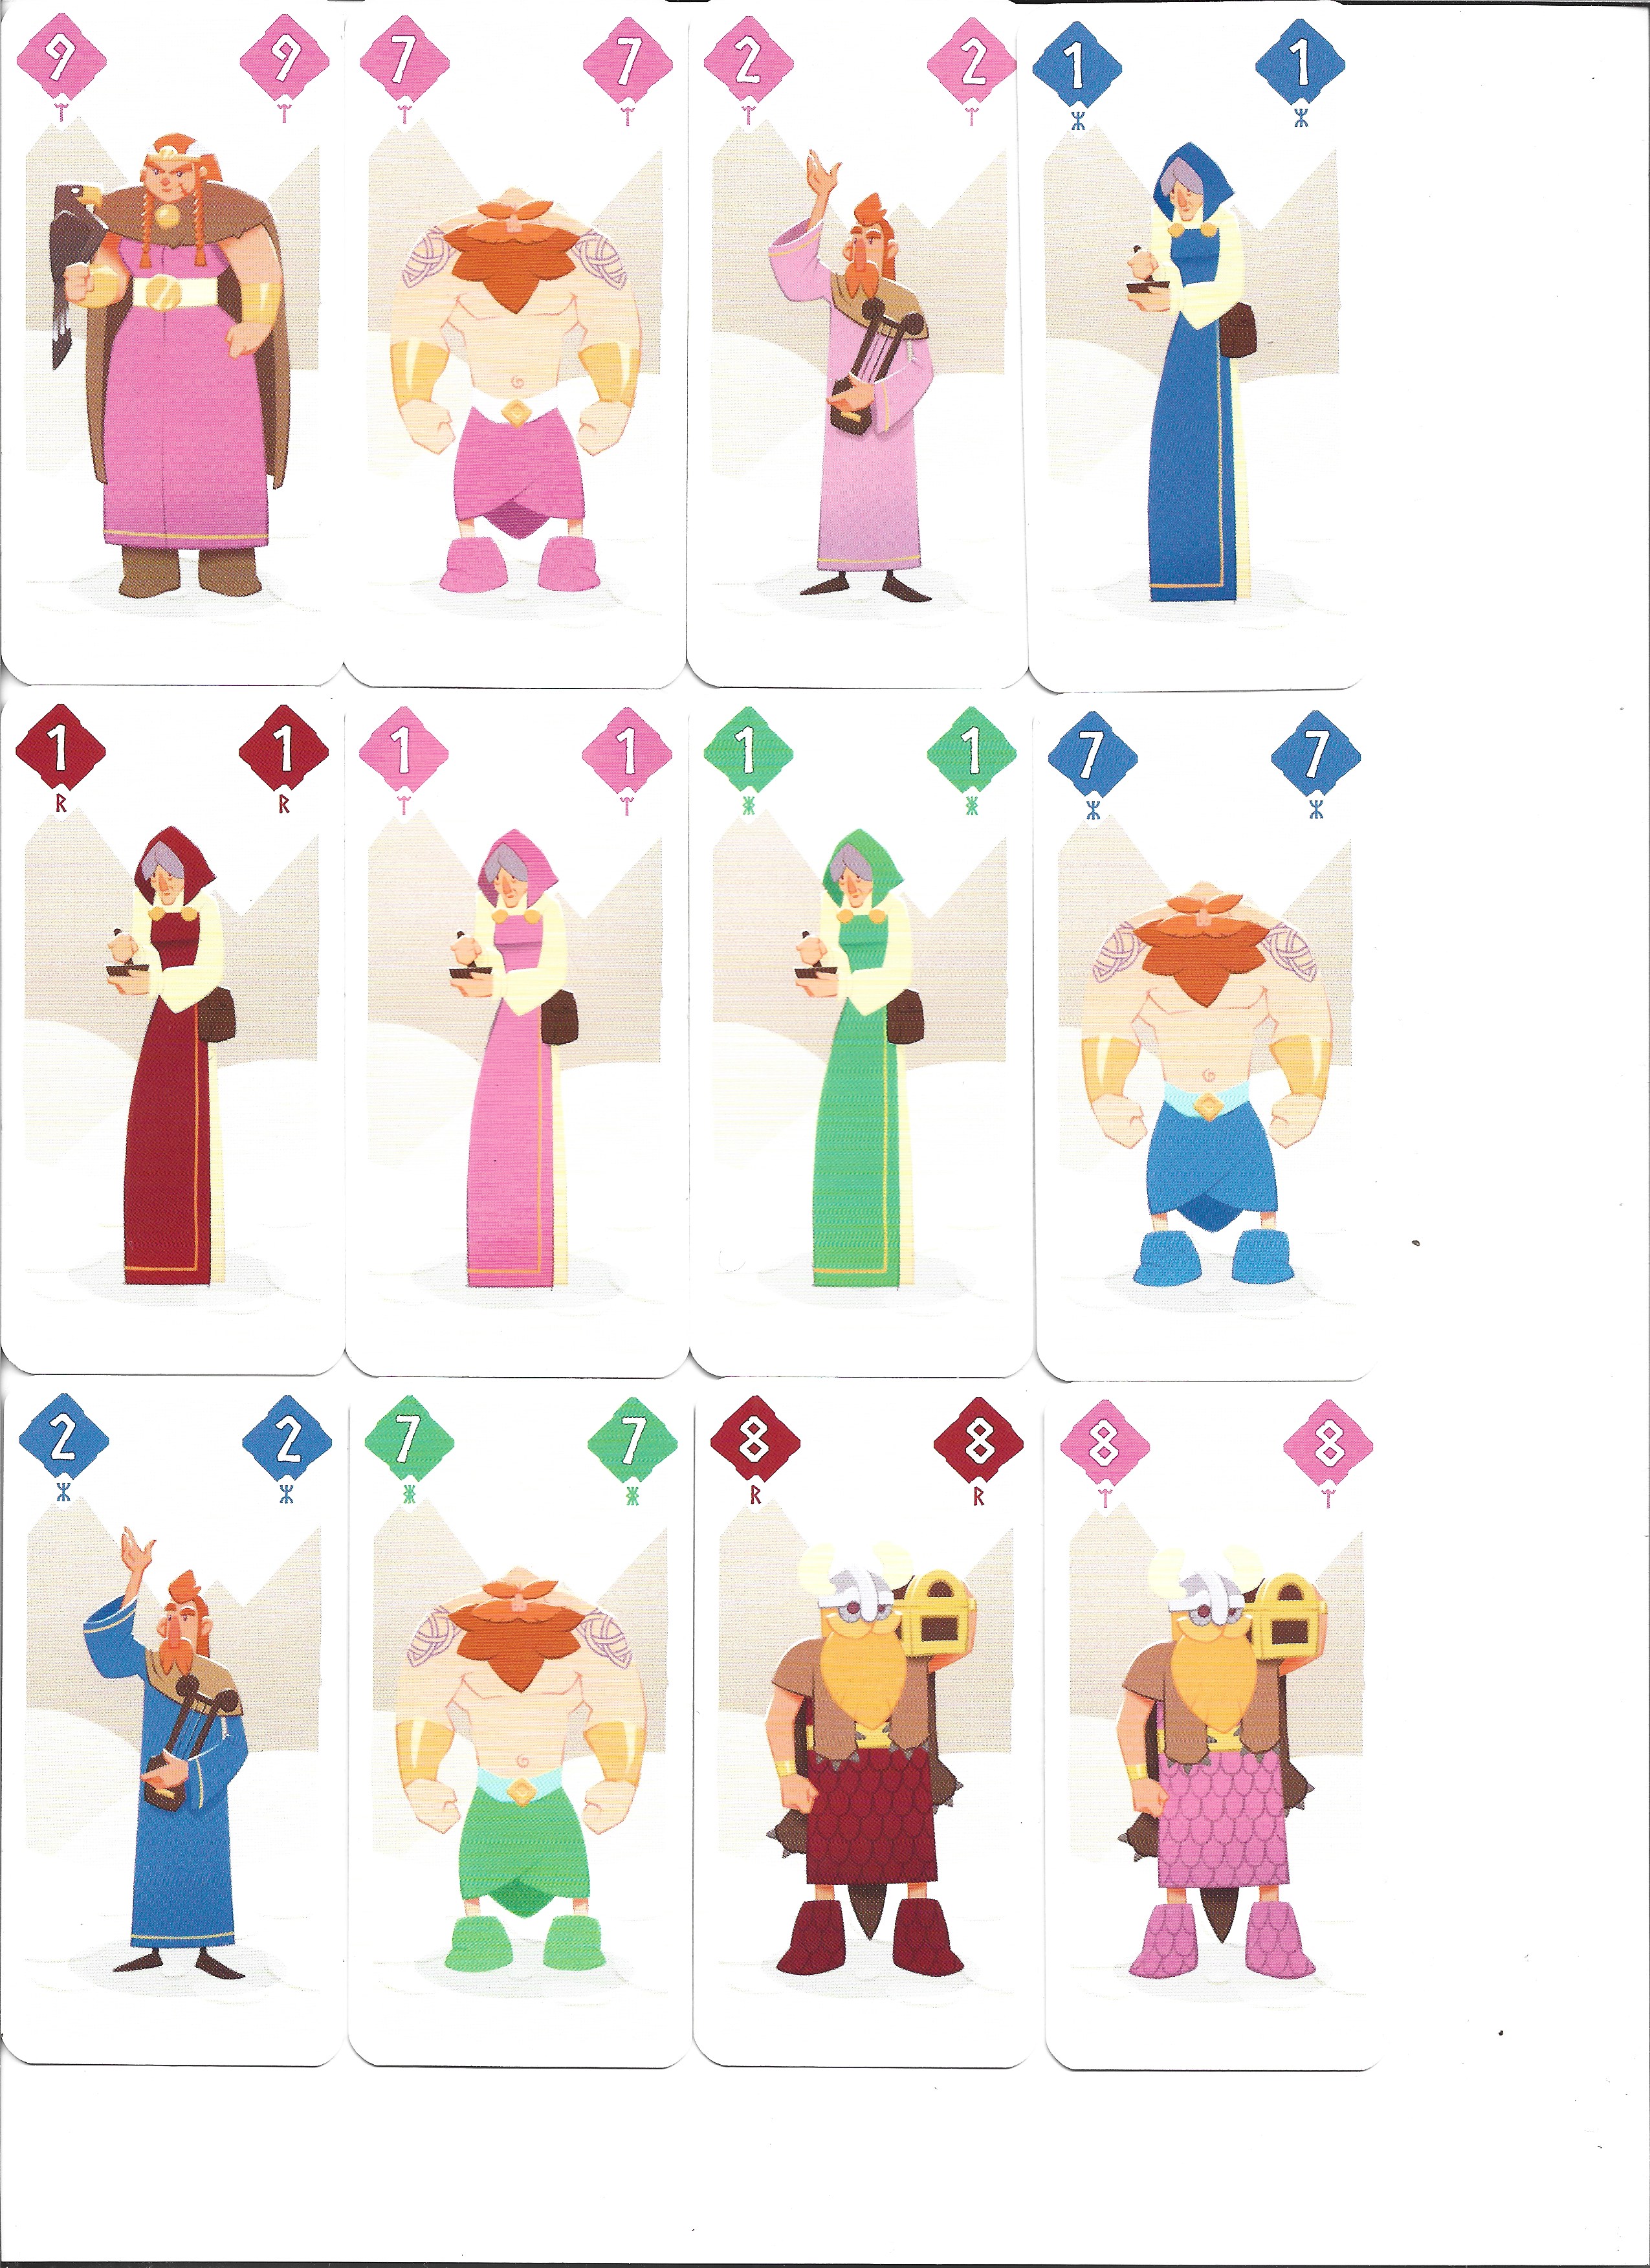 9 9 7 7 2 2 1 1
ᛏ ᛏ ᛏ ᛏ ᛏ ᛏ
1 1 1 1 1 1 7 7
ᚱ ᚱ ᛏ ᛏ
2 2 7 7 8 8 8 8
ᚱ ᚱ ᛏ ᛏ